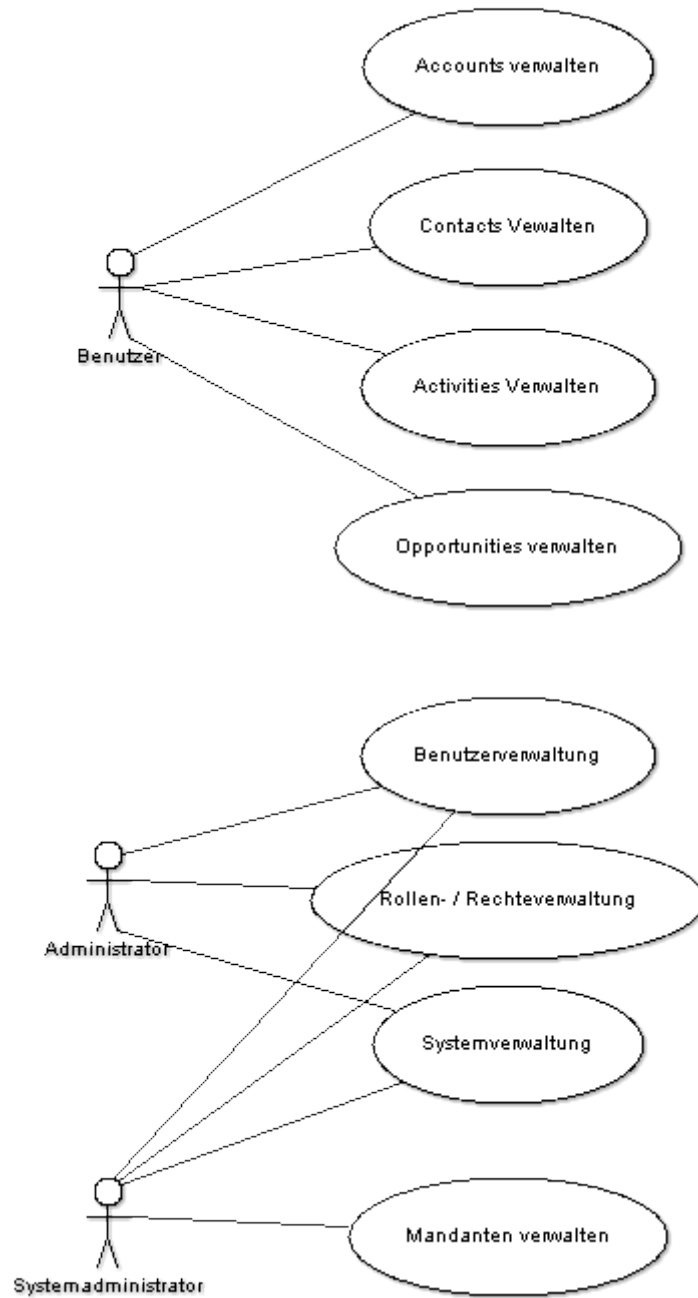 Accounts verwalten
Contacts Vewalten
Benutzer
Activities Verwalten
Opportunities verwalten
Benutzerverwaltung
Rollen- / Rechteverwaltung
Administrator
Systemverwaltung
Mandanten verwalten
Systemadministrator